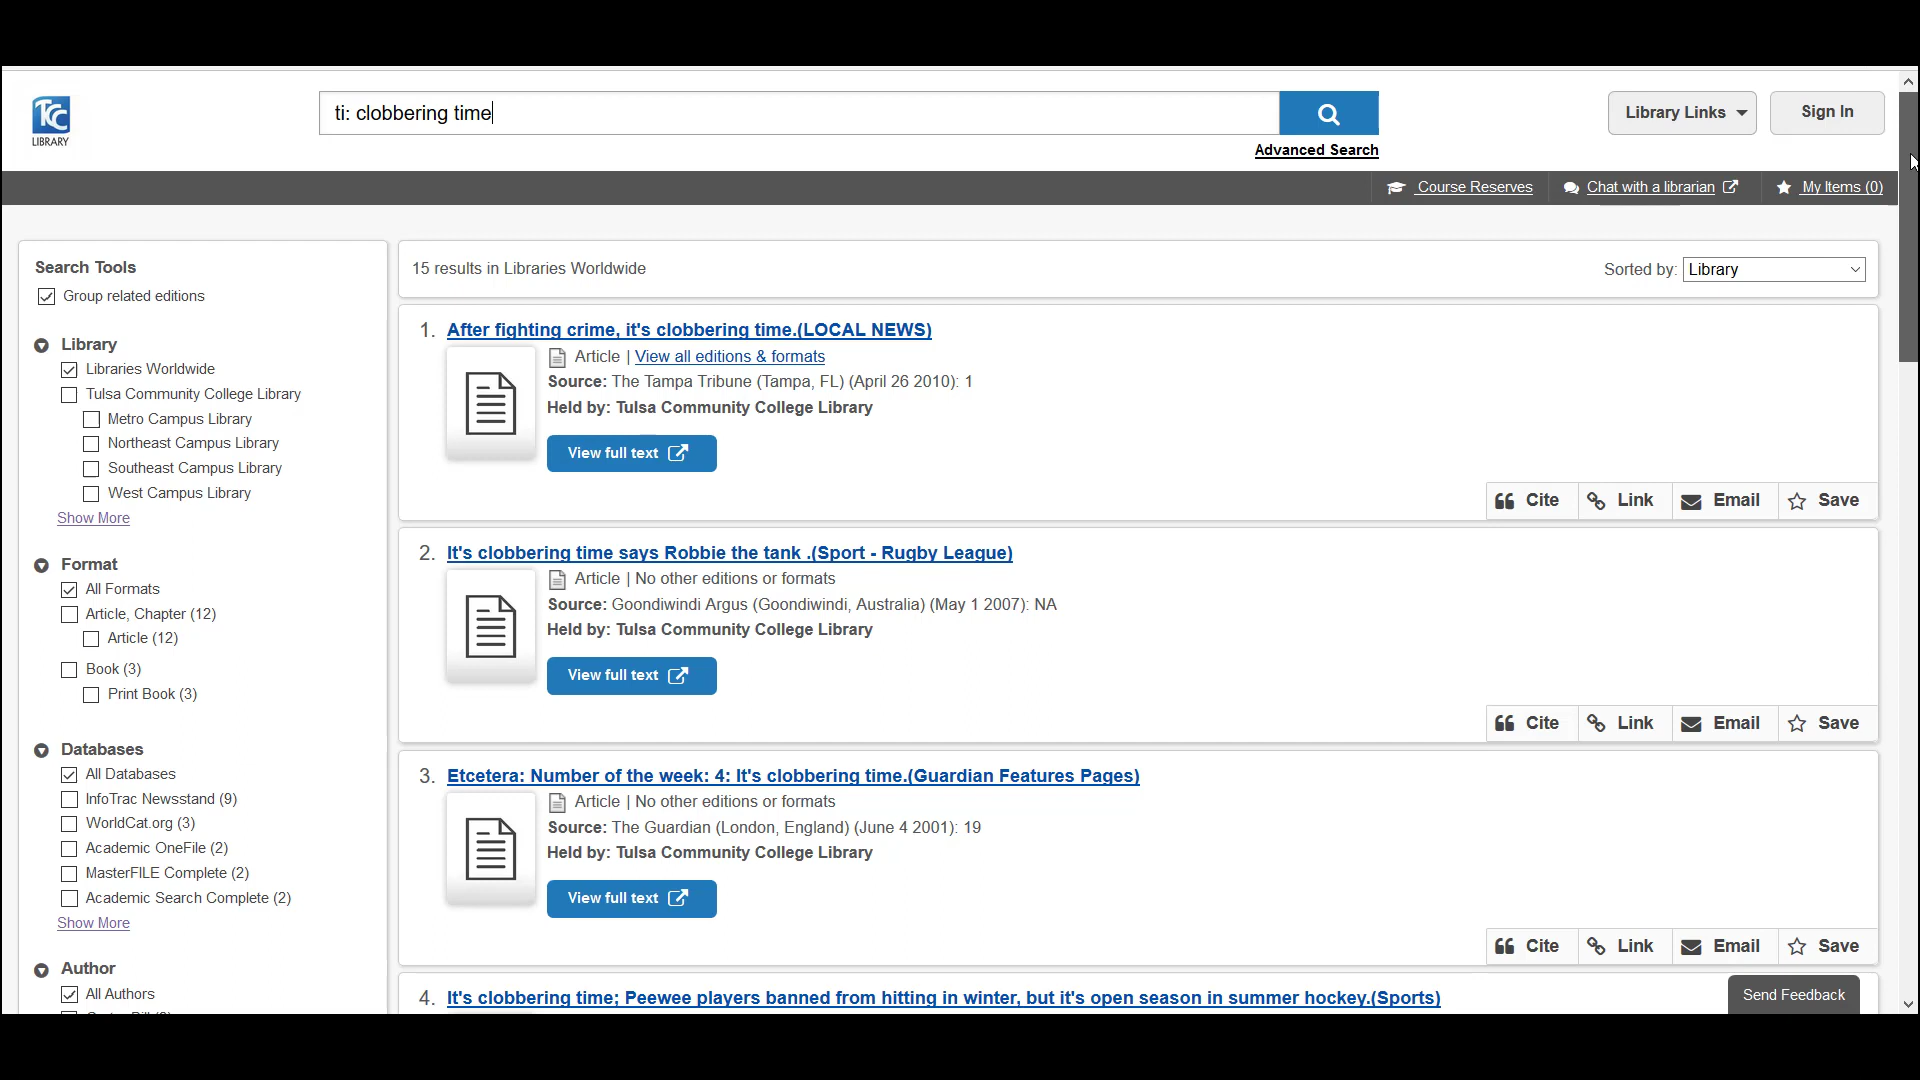 TCC
LIBRARY
ti: clobbering time
Advanced Search
Library Links
Sign In
Course Reserves
Chat with a librarian
My Items (0)
Search Tools
Group related editions
Library
Libraries Worldwide
Tulsa Community College Library
Metro Campus Library
Northeast Campus Library
Southeast Campus Library
West Campus Library
Show More
Format
All Formats
Article, Chapter (12)
Article (12)
Book (3)
Print Book (3)
Databases
All Databases
InfoTrac Newsstand (9)
WorldCat.org (3)
Academic OneFile (2)
MasterFILE Complete (2)
Academic Search Complete (2)
Show More
Author
All Authors
15 results in Libraries Worldwide
Sorted by: Library
1. After fighting crime, it's clobbering time.(LOCAL NEWS)
Article | View all editions & formats
Source: The Tampa Tribune (Tampa, FL) (April 26 2010): 1
Held by: Tulsa Community College Library
View full text
Cite Link Email Save
2. It's clobbering time says Robbie the tank .(Sport - Rugby League)
Article | No other editions or formats
Source: Goondiwindi Argus (Goondiwindi, Australia) (May 1 2007): NA
Held by: Tulsa Community College Library
View full text
Cite Link Email Save
3. Etcetera: Number of the week: 4: It's clobbering time.(Guardian Features Pages)
Article | No other editions or formats
Source: The Guardian (London, England) (June 4 2001): 19
Held by: Tulsa Community College Library
View full text
Cite Link Email Save
4. It's clobbering time; Peewee players banned from hitting in winter, but it's open season in summer hockey.(Sports)
Send Feedback